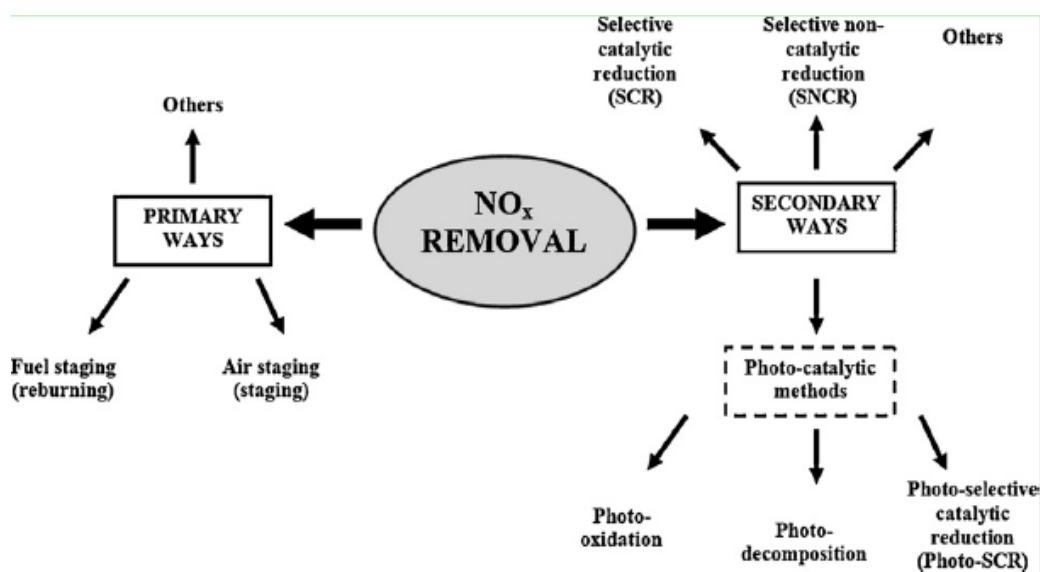 Selective
catalytic
reduction
(SCR)
Selective non-
catalytic
reduction
(SNCR)
Others
Others
NOx
REMOVAL
PRIMARY
WAYS
SECONDARY
WAYS
Fuel staging
(reburning)
Air staging
(staging)
Photo-catalytic
methods
Photo-
oxidation
Photo-
decomposition
Photo-selective-
catalytic
reduction
(Photo-SCR)